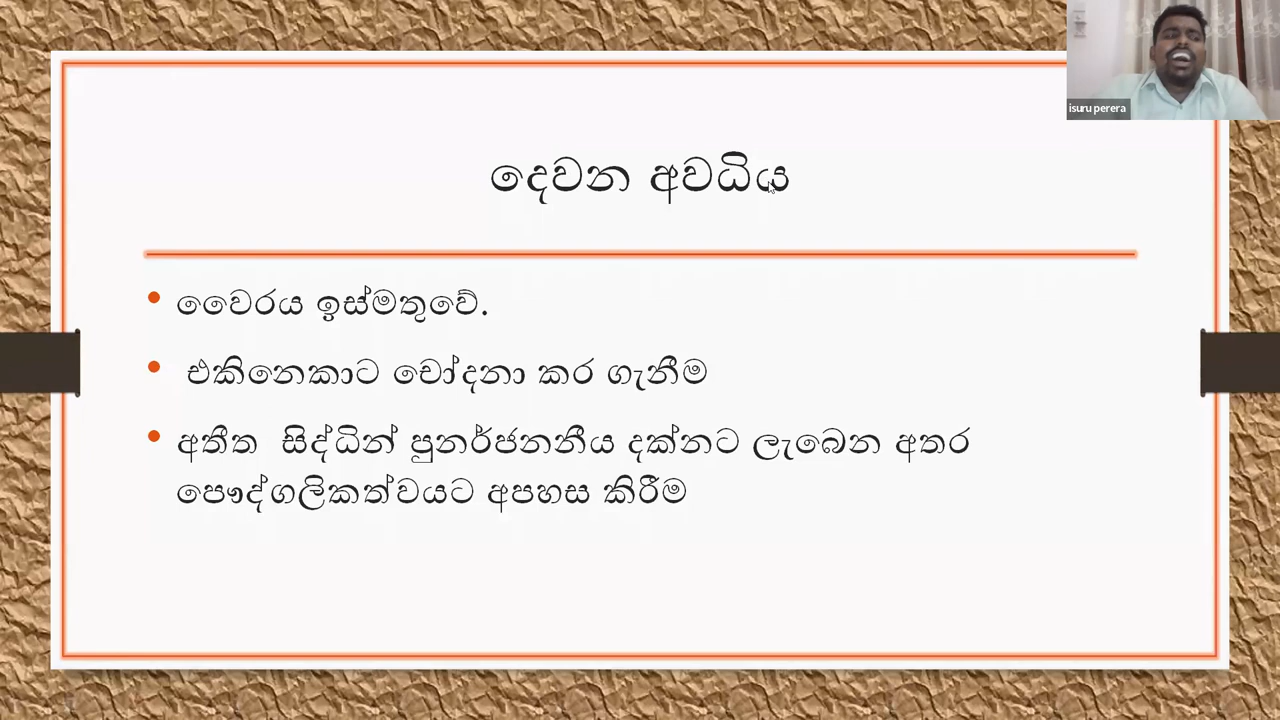 isuru perera
දෙවන අවධිය
• වෛරය ඉස්මතුවේ.
• එකිනෙකාට චෝදනා කර ගැනීම
• අතීත සිද්ධින් පුනර්ජනනීය දක්නට ලැබෙන අතර
පෞද්ගලිකත්වයට අපහස කිරීම